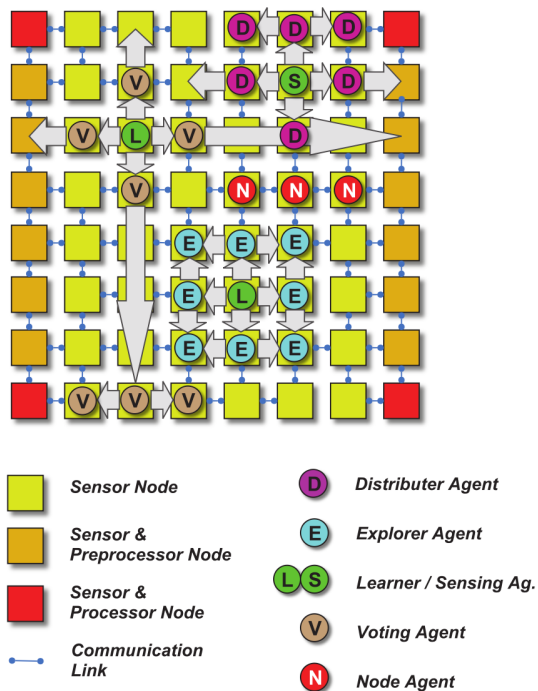 D D D
V D S D
V L V D
V N N N
E E E
E L E
E E E
V V V
Sensor Node
Sensor &
Preprocessor Node
Sensor &
Processor Node
Communication
Link
D Distributer Agent
E Explorer Agent
L S Learner / Sensing Ag.
V Voting Agent
N Node Agent